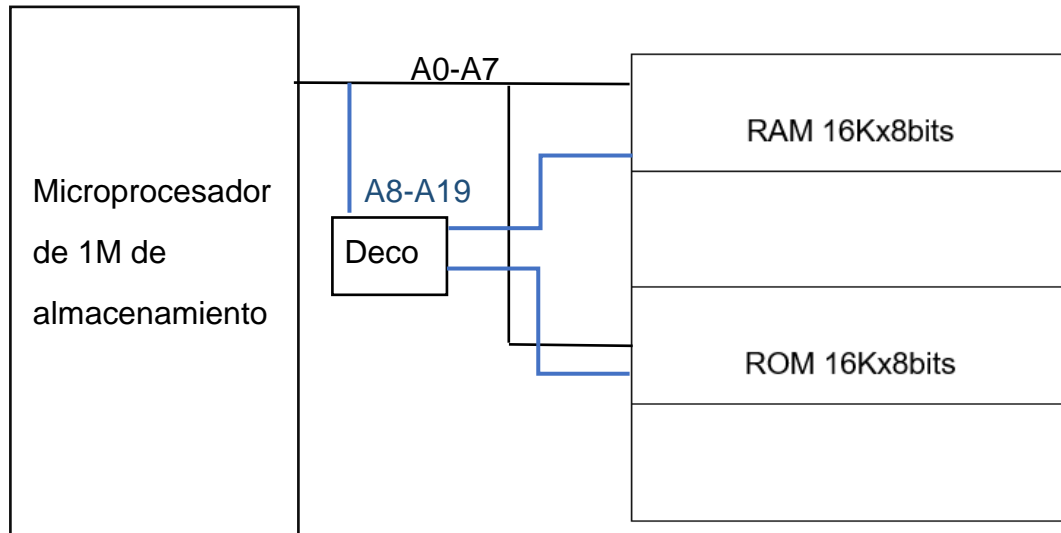 A0-A7
RAM 16Kx8bits
Microprocesador
de 1M de
almacenamiento
A8-A19
Deco
ROM 16Kx8bits